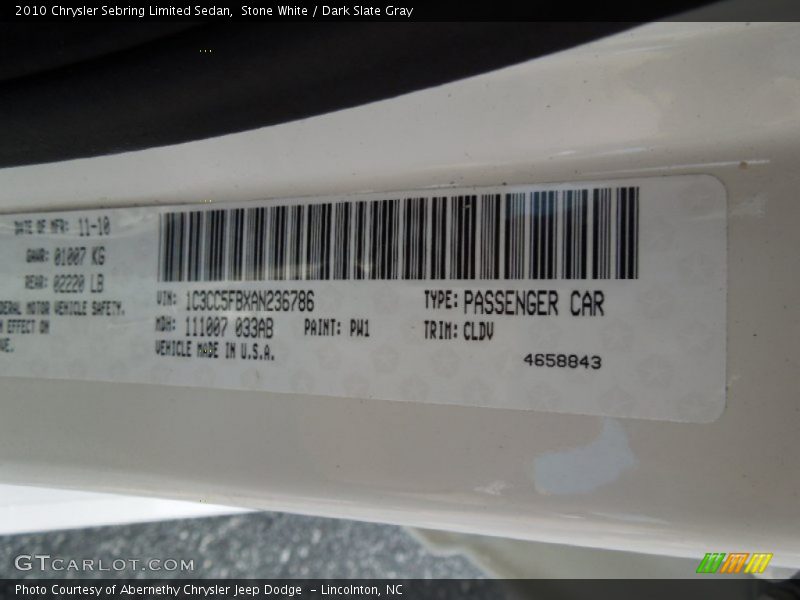 2010 Chrysler Sebring Limited Sedan, Stone White / Dark Slate Gray
DATE OF MFR: 11-10
GAWR: 01007 KG
REAR: 02220 LB
DERAL MOTOR VEHICLE SAFETY.
N EFFECT ON
VE.
VIN: 1C3CC5FBXAN236786
TYPE: PASSENGER CAR
MDH: 111007 033AB PAINT: PW1
TRIM: CLDV
VEHICLE MADE IN U.S.A.
4658843
GTCARLOT.COM
Photo Courtesy of Abernethy Chrysler Jeep Dodge - Lincolnton, NC